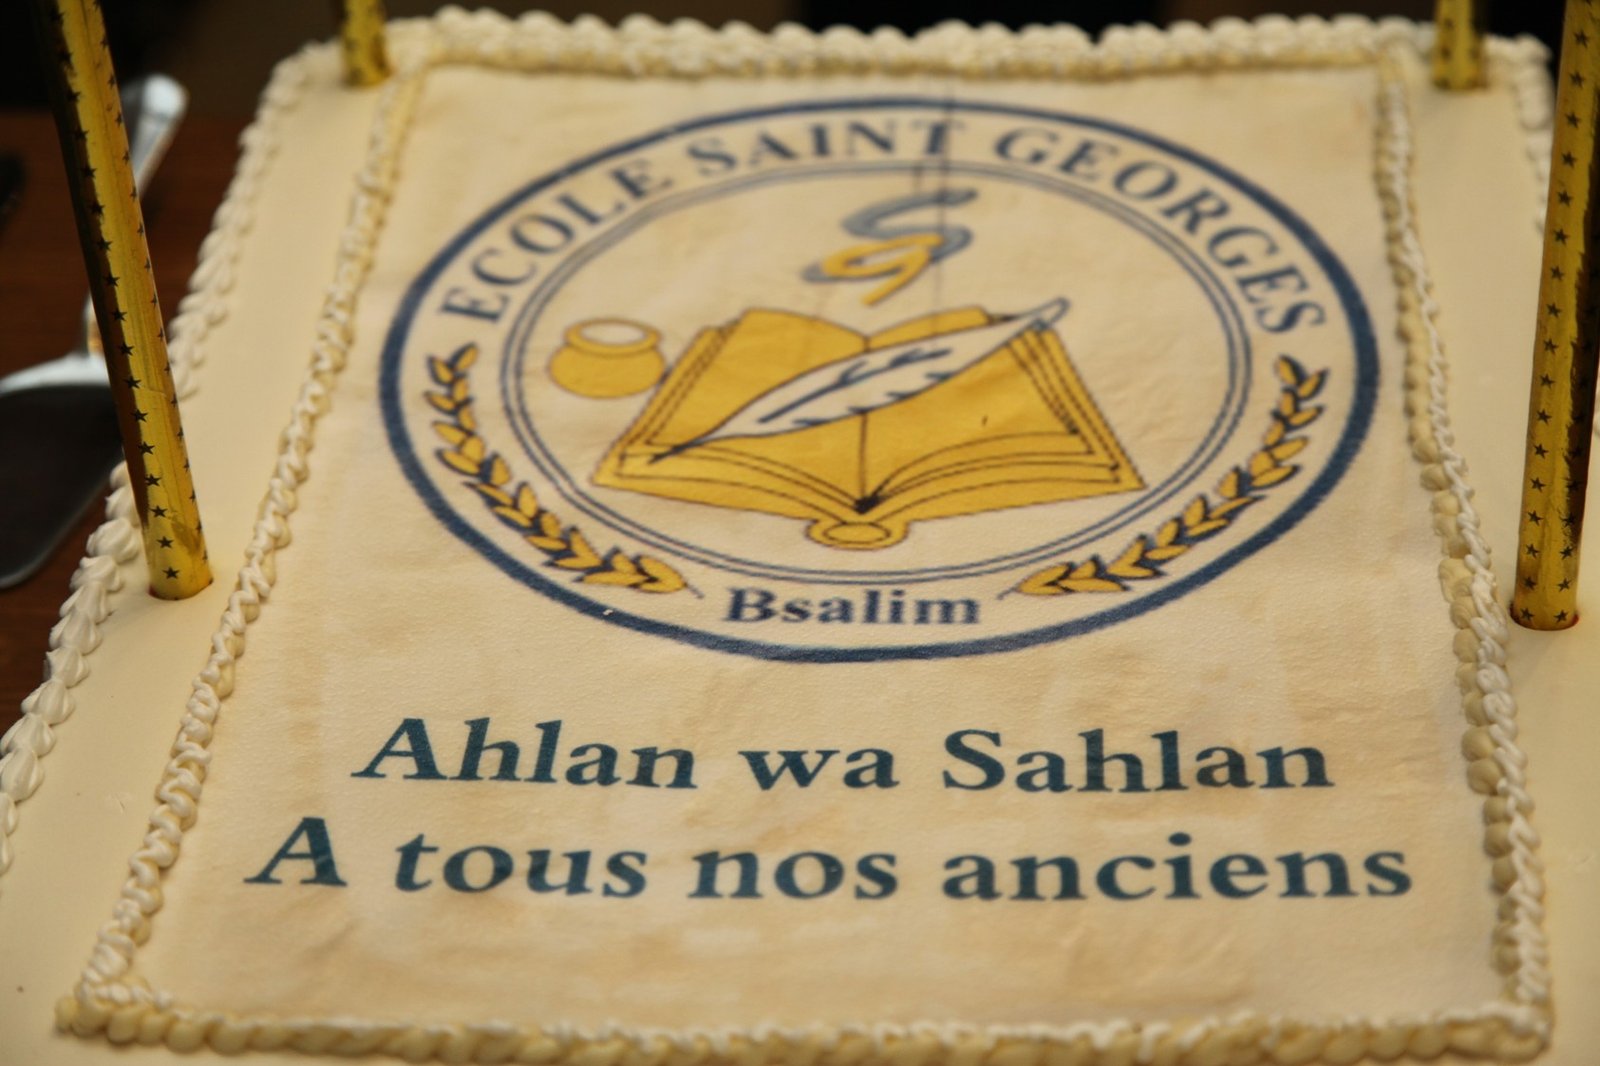 ECOLE SAINT GEORGES
Bsalim
Ahlan wa Sahlan
A tous nos anciens